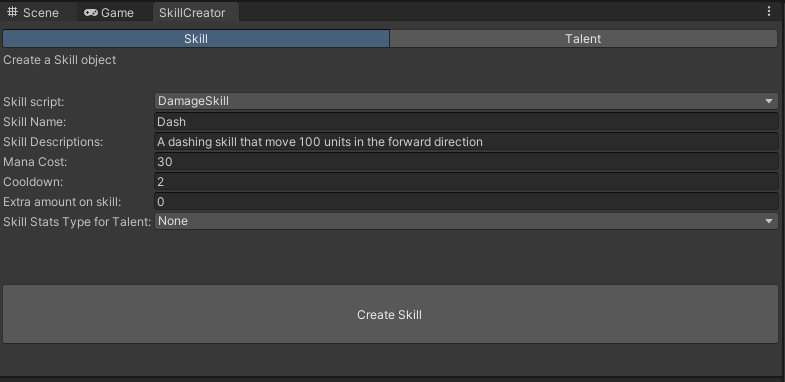 Scene Game SkillCreator
Skill Talent
Create a Skill object
Skill script: DamageSkill
Skill Name: Dash
Skill Descriptions: A dashing skill that move 100 units in the forward direction
Mana Cost: 30
Cooldown: 2
Extra amount on skill: 0
Skill Stats Type for Talent: None
Create Skill